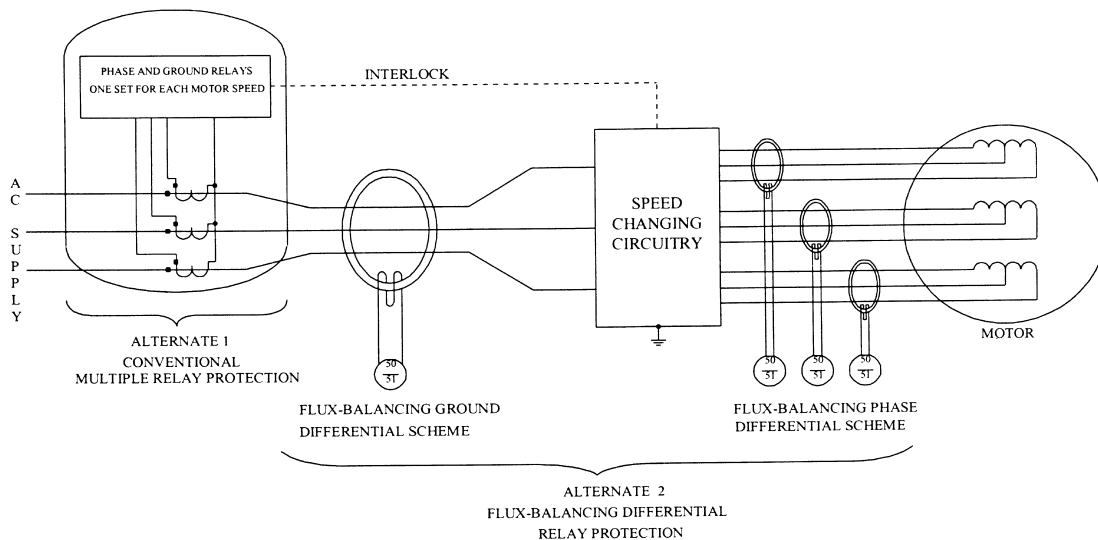 PHASE AND GROUND RELAYS
ONE SET FOR EACH MOTOR SPEED
INTERLOCK
AC SUPPLY
SPEED
CHANGING
CIRCUITRY
MOTOR
ALTERNATE 1
CONVENTIONAL
MULTIPLE RELAY PROTECTION
50
51
FLUX-BALANCING GROUND
DIFFERENTIAL SCHEME
50
51
50
51
50
51
FLUX-BALANCING PHASE
DIFFERENTIAL SCHEME
ALTERNATE 2
FLUX-BALANCING DIFFERENTIAL
RELAY PROTECTION